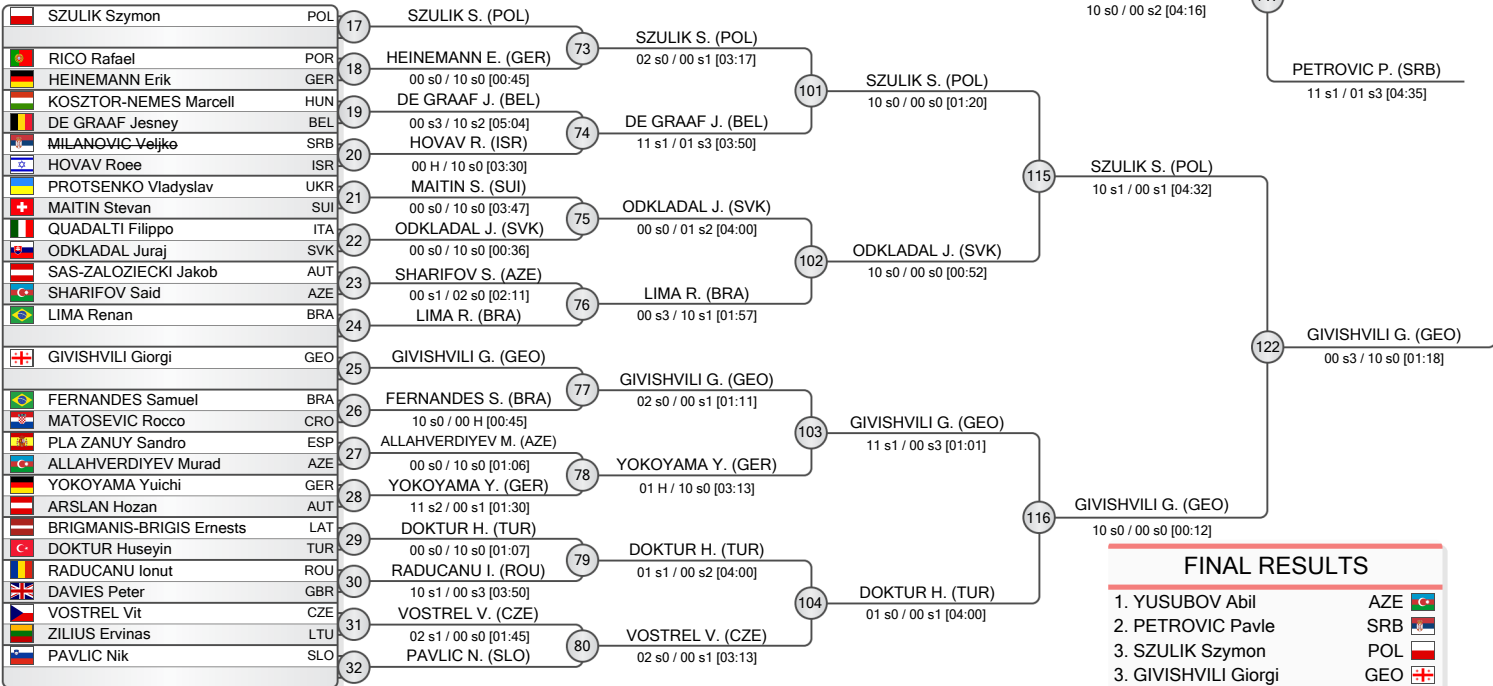 SZULIK Szymon POL
RICO Rafael POR
HEINEMANN Erik GER
KOSZTOR-NEMES Marcell HUN
DE GRAAF Jesney BEL
MILANOVIC Veljko SRB
HOVAV Roee ISR
PROTSENKO Vladyslav UKR
MAITIN Stevan SUI
QUADALTI Filippo ITA
ODKLADAL Juraj SVK
SAS-ZALOZIECKI Jakob AUT
SHARIFOV Said AZE
LIMA Renan BRA
GIVISHVILI Giorgi GEO
FERNANDES Samuel BRA
MATOSEVIC Rocco CRO
PLA ZANUY Sandro ESP
ALLAHVERDIYEV Murad AZE
YOKOYAMA Yuichi GER
ARSLAN Hozan AUT
BRIGMANIS-BRIGIS Ernests LAT
DOKTUR Huseyin TUR
RADUCANU Ionut ROU
DAVIES Peter GBR
VOSTREL Vit CZE
ZILIUS Ervinas LTU
PAVLIC Nik SLO
17
18
19
20
21
22
23
24
25
26
27
28
29
30
31
32
SZULIK S. (POL)
HEINEMANN E. (GER)
00 s0 / 10 s0 [00:45]
DE GRAAF J. (BEL)
00 s3 / 10 s2 [05:04]
HOVAV R. (ISR)
00 H / 10 s0 [03:30]
MAITIN S. (SUI)
00 s0 / 10 s0 [03:47]
ODKLADAL J. (SVK)
00 s0 / 10 s0 [00:36]
SHARIFOV S. (AZE)
00 s1 / 02 s0 [02:11]
LIMA R. (BRA)
GIVISHVILI G. (GEO)
FERNANDES S. (BRA)
10 s0 / 00 H [00:45]
ALLAHVERDIYEV M. (AZE)
00 s0 / 10 s0 [01:06]
YOKOYAMA Y. (GER)
11 s2 / 00 s1 [01:30]
DOKTUR H. (TUR)
00 s0 / 10 s0 [01:07]
RADUCANU I. (ROU)
10 s1 / 00 s3 [03:50]
VOSTREL V. (CZE)
02 s1 / 00 s0 [01:45]
PAVLIC N. (SLO)
73
74
75
76
77
78
79
80
SZULIK S. (POL)
02 s0 / 00 s1 [03:17]
DE GRAAF J. (BEL)
11 s1 / 01 s3 [03:50]
ODKLADAL J. (SVK)
00 s0 / 01 s2 [04:00]
LIMA R. (BRA)
00 s3 / 10 s1 [01:57]
GIVISHVILI G. (GEO)
02 s0 / 00 s1 [01:11]
YOKOYAMA Y. (GER)
01 H / 10 s0 [03:13]
DOKTUR H. (TUR)
01 s1 / 00 s2 [04:00]
VOSTREL V. (CZE)
02 s0 / 00 s1 [03:13]
101
102
103
104
SZULIK S. (POL)
10 s0 / 00 s0 [01:20]
ODKLADAL J. (SVK)
10 s0 / 00 s0 [00:52]
GIVISHVILI G. (GEO)
11 s1 / 00 s3 [01:01]
DOKTUR H. (TUR)
01 s0 / 00 s1 [04:00]
115
116
10 s0 / 00 s2 [04:16]
SZULIK S. (POL)
10 s1 / 00 s1 [04:32]
GIVISHVILI G. (GEO)
10 s0 / 00 s0 [00:12]
122
PETROVIC P. (SRB)
11 s1 / 01 s3 [04:35]
GIVISHVILI G. (GEO)
00 s3 / 10 s0 [01:18]
FINAL RESULTS
1. YUSUBOV Abil AZE
2. PETROVIC Pavle SRB
3. SZULIK Szymon POL
3. GIVISHVILI Giorgi GEO